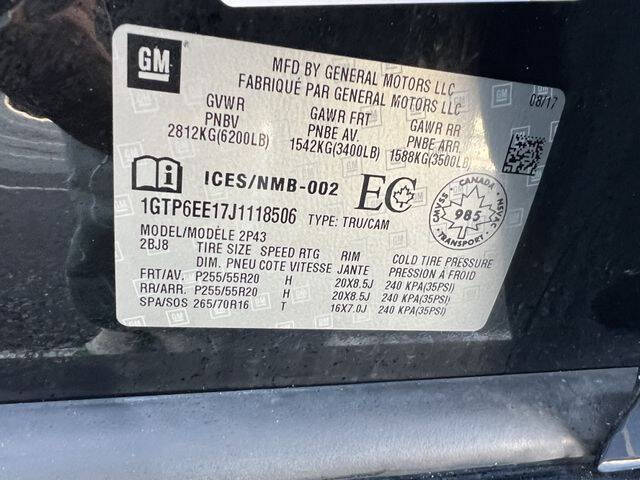 GM
MFD BY GENERAL MOTORS LLC
FABRIQUÉ PAR GENERAL MOTORS LLC
08/17
GVWR GAWR FRT GAWR RR
PNBV PNBE AV. PNBE ARR.
2812KG(6200LB) 1542KG(3400LB) 1588KG(3500LB)
ICES/NMB-002 EC
CMVSS NSVAC 985 TRANSPORT CANADA
1GTP6EE17J1118506 TYPE: TRU/CAM
MODEL/MODÈLE 2P43
2BJ8 TIRE SIZE SPEED RTG RIM COLD TIRE PRESSURE
DIM. PNEU COTE VITESSE JANTE PRESSION A FROID
FRT/AV. P255/55R20 H 20X8.5J 240 KPA(35PSI)
RR/ARR. P255/55R20 H 20X8.5J 240 KPA(35PSI)
SPA/SOS 265/70R16 T 16X7.0J 240 KPA(35PSI)